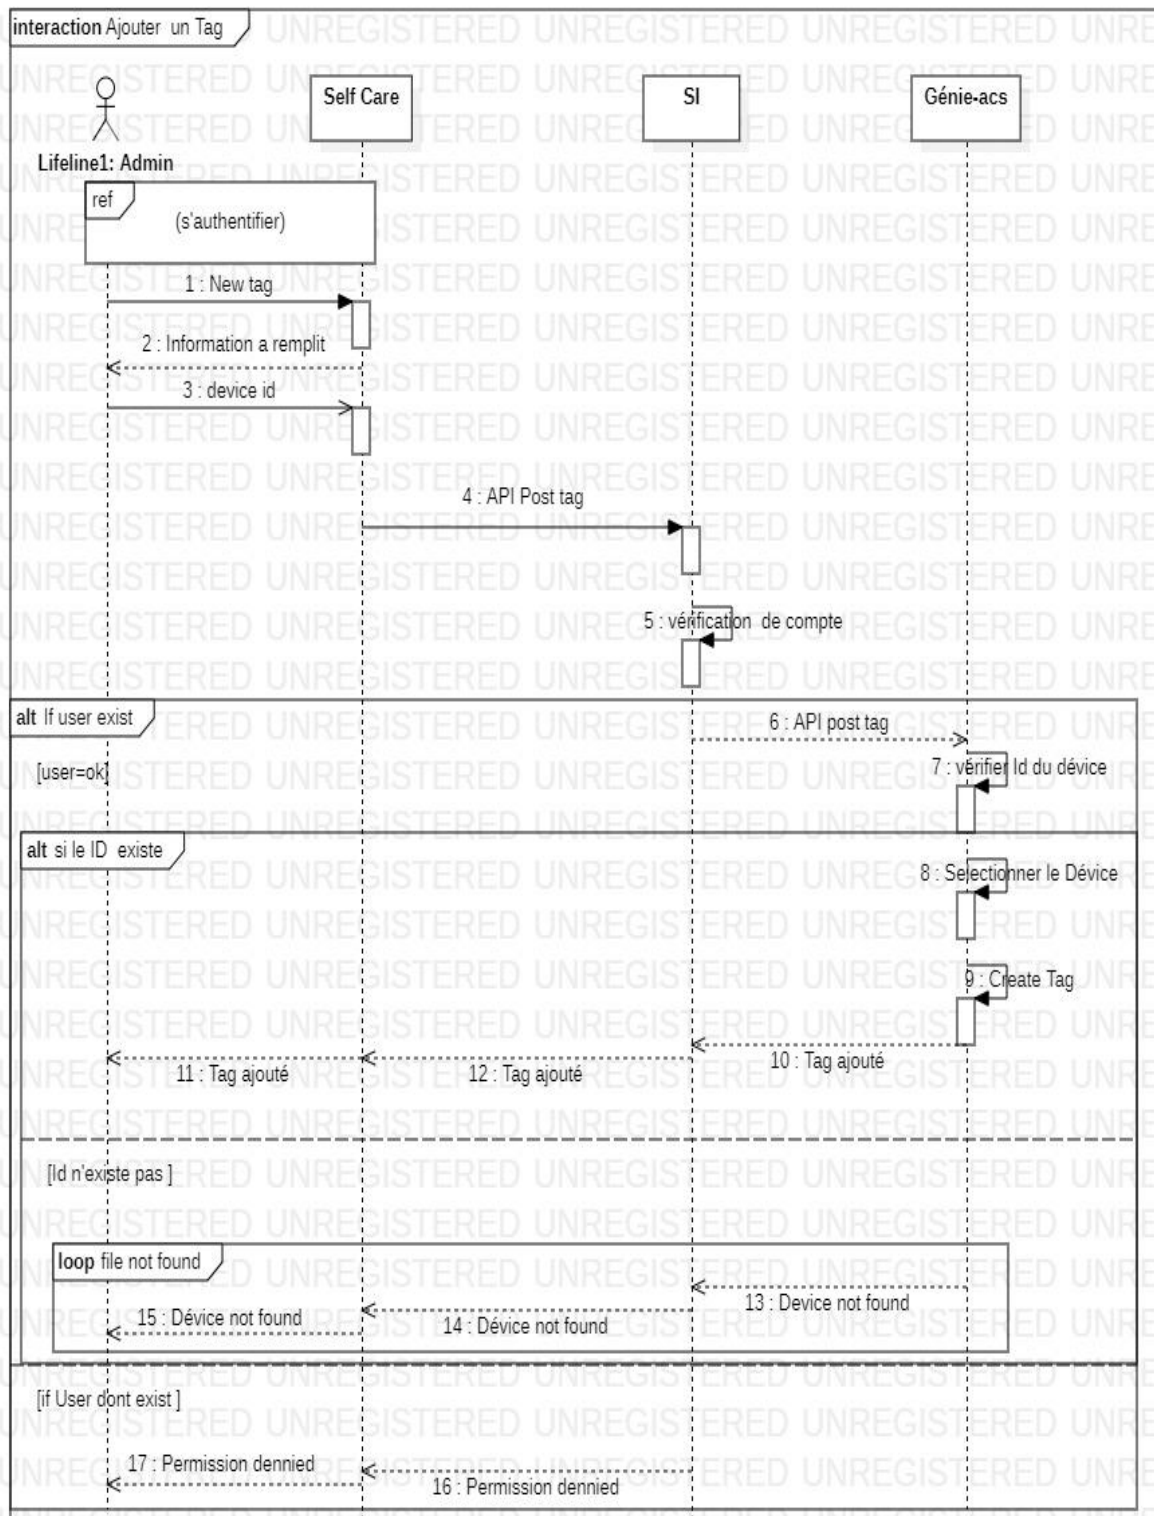 interaction Ajouter un Tag
Self Care
SI
Génie-acs
Lifeline1: Admin
ref
(s'authentifier)
1 : New tag
2 : Information a remplit
3 : device id
4 : API Post tag
5 : vérification de compte
alt If user exist
6 : API post tag
[user=ok]
7 : vérifier Id du dévice
alt si le ID existe
8 : Selectionner le Dévice
9 : Create Tag
10 : Tag ajouté
11 : Tag ajouté
12 : Tag ajouté
[Id n'existe pas ]
loop file not found
13 : Device not found
15 : Dévice not found
14 : Dévice not found
[if User dont exist ]
17 : Permission dennied
16 : Permission dennied
UNREGISTERED